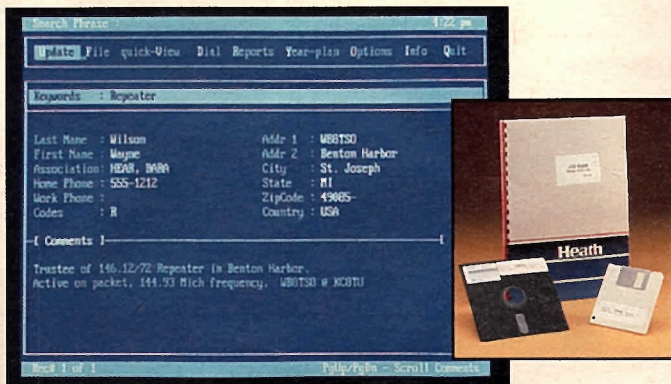 Search Phrase : 4:22 pm
Update File quick-View Dial Reports Year-plan Options Info Quit
Keywords : Repeater
Last Name : Wilson Addr 1 : WB8TSO
First Name : Wayne Addr 2 : Benton Harbor
Association: HEAR, BARA City : St. Joseph
Home Phone : 555-1212 State : MI
Work Phone : ZipCode : 49085-
Codes : R Country : USA
[ Comments ]
Trustee of 146.12/72 Repeater in Benton Harbor.
Active on packet, 144.93 Mich frequency, WB8TSO @ KC8TU
Rec# 1 of 1 PgUp/PgDn - Scroll Comments
Heath